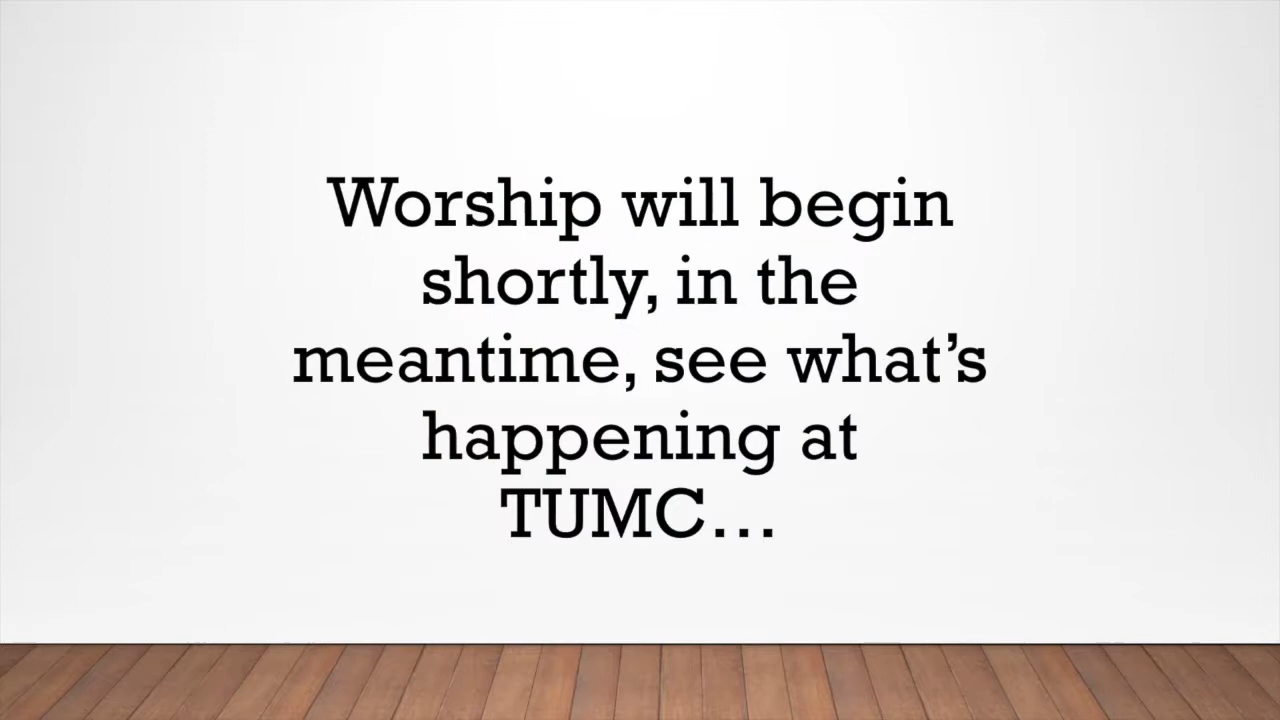 Worship will begin
shortly, in the
meantime, see what’s
happening at
TUMC…